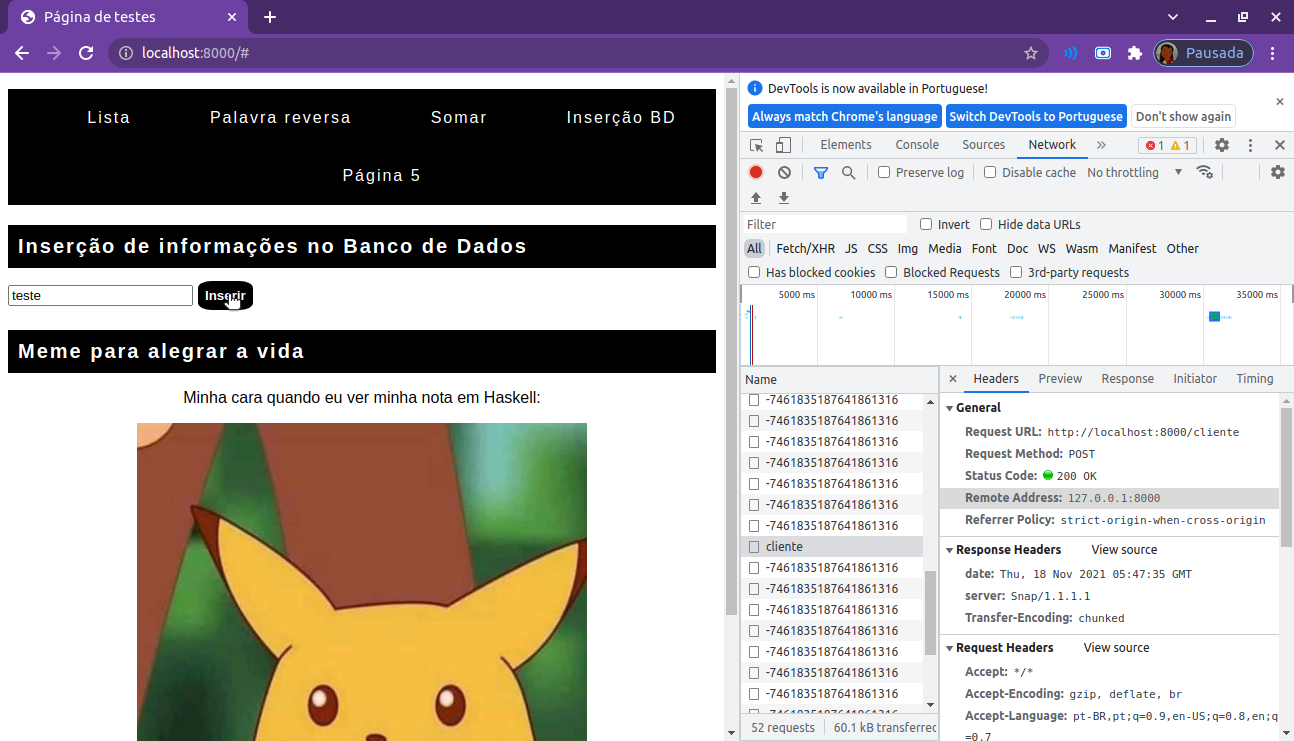 Página de testes
localhost:8000/#
Pausada
Lista
Palavra reversa
Somar
Inserção BD
Página 5
Inserção de informações no Banco de Dados
teste
Inserir
Meme para alegrar a vida
Minha cara quando eu ver minha nota em Haskell:
DevTools is now available in Portuguese!
Always match Chrome's language
Switch DevTools to Portuguese
Don't show again
Elements
Console
Sources
Network
1
1
Preserve log
Disable cache
No throttling
Filter
Invert
Hide data URLs
All
Fetch/XHR
JS
CSS
Img
Media
Font
Doc
WS
Wasm
Manifest
Other
Has blocked cookies
Blocked Requests
3rd-party requests
5000 ms
10000 ms
15000 ms
20000 ms
25000 ms
30000 ms
35000 ms
Name
-7461835187641861316
-7461835187641861316
-7461835187641861316
-7461835187641861316
-7461835187641861316
-7461835187641861316
-7461835187641861316
cliente
-7461835187641861316
-7461835187641861316
-7461835187641861316
-7461835187641861316
-7461835187641861316
-7461835187641861316
-7461835187641861316
52 requests
60.1 kB transferred
Headers
Preview
Response
Initiator
Timing
General
Request URL: http://localhost:8000/cliente
Request Method: POST
Status Code: 200 OK
Remote Address: 127.0.0.1:8000
Referrer Policy: strict-origin-when-cross-origin
Response Headers
View source
date: Thu, 18 Nov 2021 05:47:35 GMT
server: Snap/1.1.1.1
Transfer-Encoding: chunked
Request Headers
View source
Accept: */*
Accept-Encoding: gzip, deflate, br
Accept-Language: pt-BR,pt;q=0.9,en-US;q=0.8,en;q
=0.7